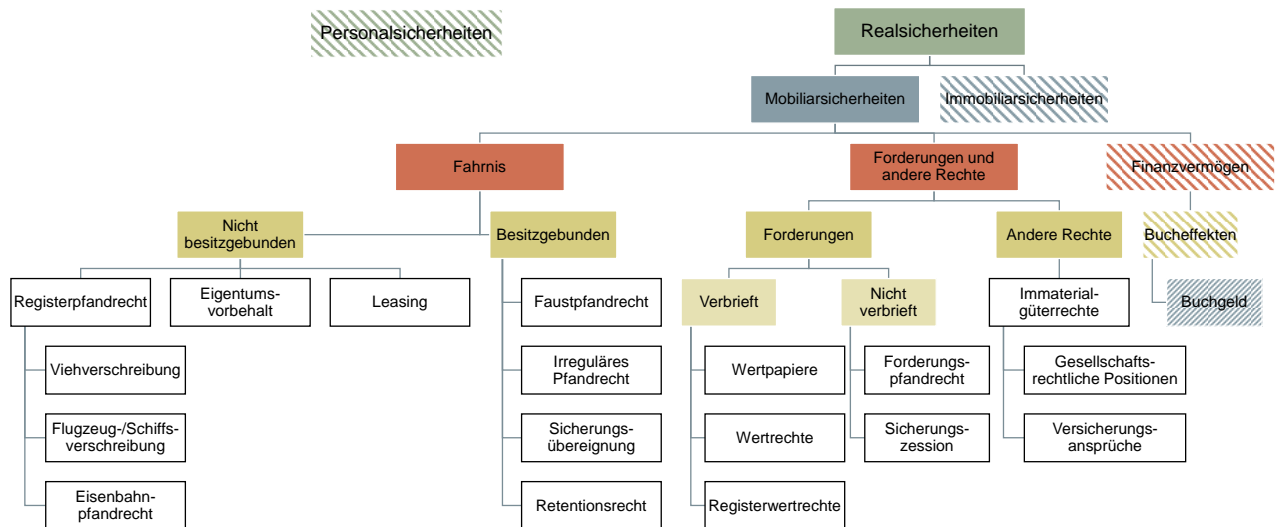 Personalsicherheiten
Realsicherheiten
Mobiliarsicherheiten
Immobiliarsicherheiten
Fahrnis
Forderungen und
andere Rechte
Finanzvermögen
Nicht
besitzgebunden
Besitzgebunden
Forderungen
Andere Rechte
Bucheffekten
Registerpfandrecht
Eigentums-
vorbehalt
Leasing
Faustpfandrecht
Verbrieft
Nicht
verbrieft
Immaterial-
güterrechte
Buchgeld
Viehverschreibung
Irreguläres
Pfandrecht
Wertpapiere
Forderungs-
pfandrecht
Gesellschafts-
rechtliche Positionen
Flugzeug-/Schiffs-
verschreibung
Sicherungs-
übereignung
Wertrechte
Sicherungs-
zession
Versicherungs-
ansprüche
Eisenbahn-
pfandrecht
Retentionsrecht
Registerwertrechte